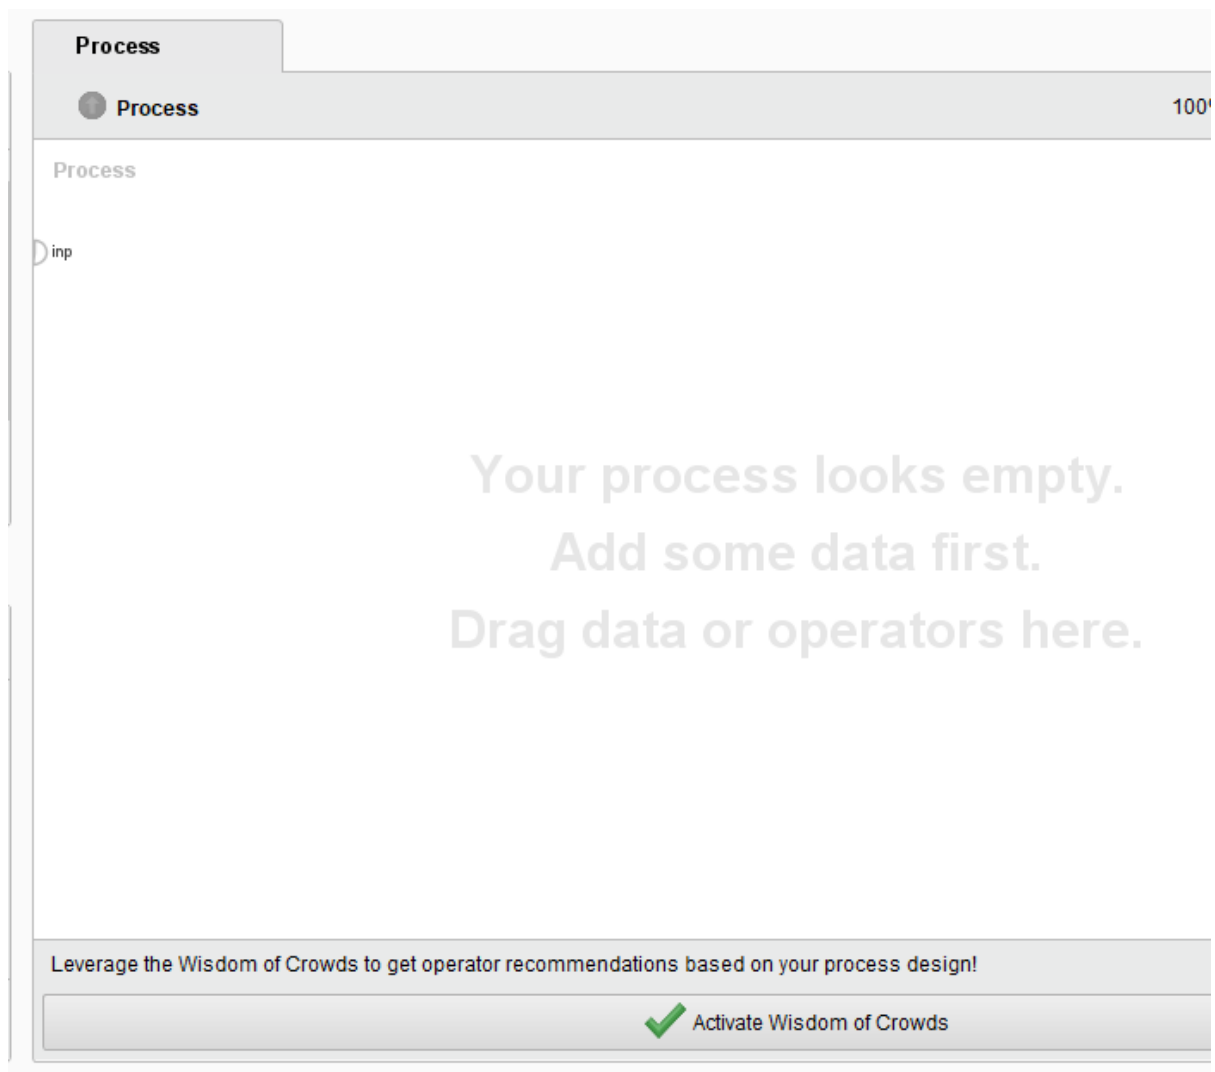 Process
Process
100%
Process
inp
Your process looks empty.
Add some data first.
Drag data or operators here.
Leverage the Wisdom of Crowds to get operator recommendations based on your process design!
Activate Wisdom of Crowds